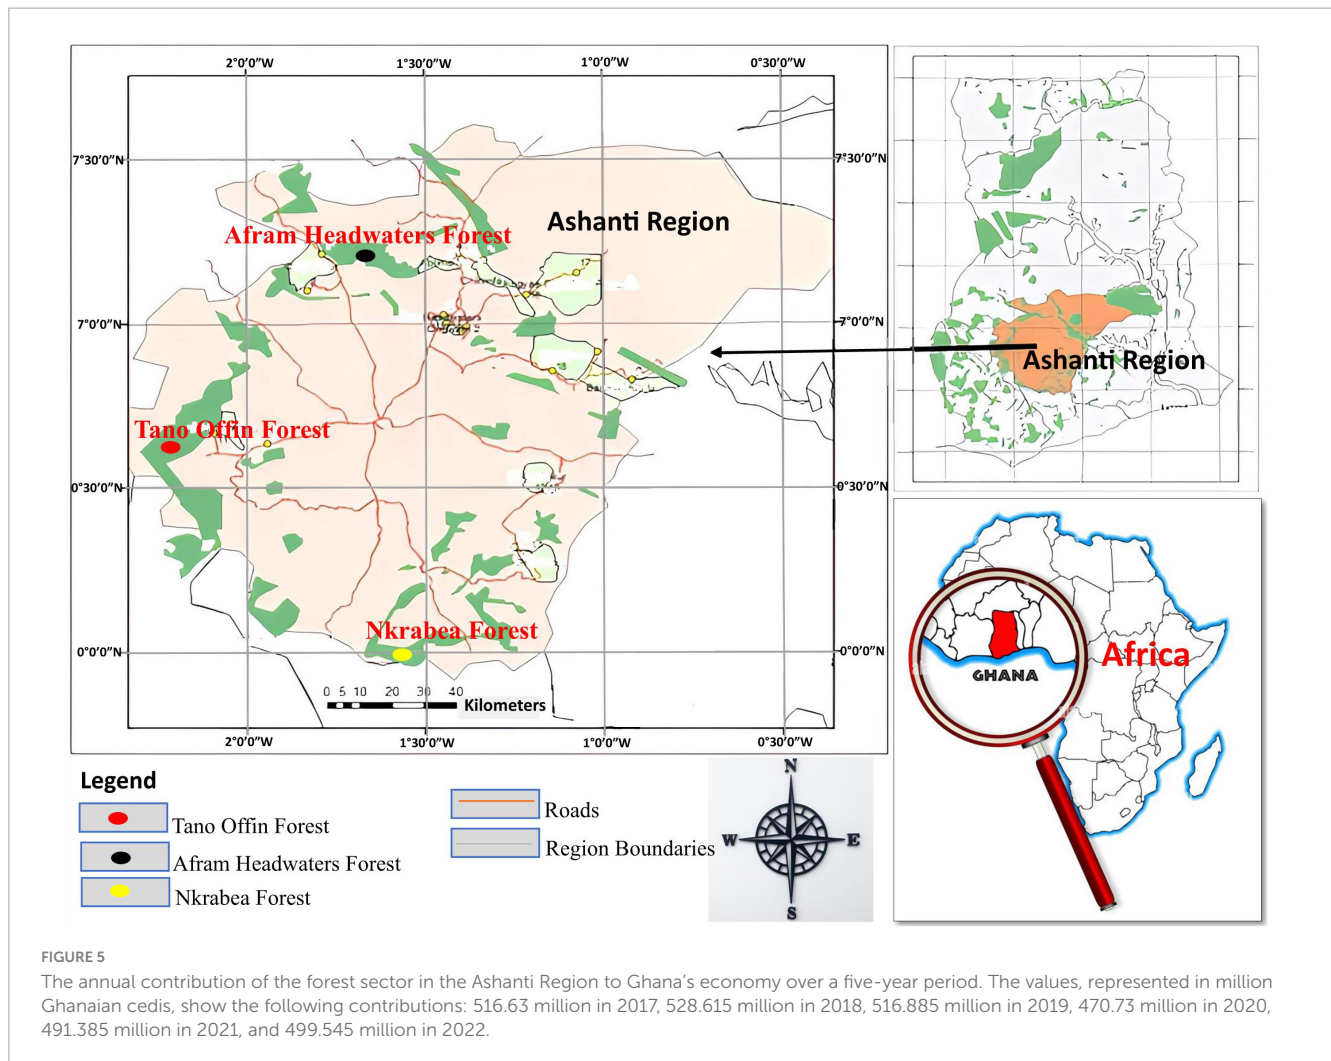 2°0'0"W 1°30'0"W 1°0'0"W 0°30'0"W
7°30'0"N 7°30'0"N
Afram Headwaters Forest
Ashanti Region
7°0'0"N 7°0'0"N
Tano Offin Forest
0°30'0"N 0°30'0"N
Nkrabea Forest
0°0'0"N 0°0'0"N
0 5 10 20 30 40
Kilometers
2°0'0"W 1°30'0"W 1°0'0"W 0°30'0"W
Ashanti Region
Africa
GHANA
Legend
Tano Offin Forest
Afram Headwaters Forest
Nkrabea Forest
Roads
Region Boundaries
N
W E
S
FIGURE 5
The annual contribution of the forest sector in the Ashanti Region to Ghana's economy over a five-year period. The values, represented in million
Ghanaian cedis, show the following contributions: 516.63 million in 2017, 528.615 million in 2018, 516.885 million in 2019, 470.73 million in 2020,
491.385 million in 2021, and 499.545 million in 2022.